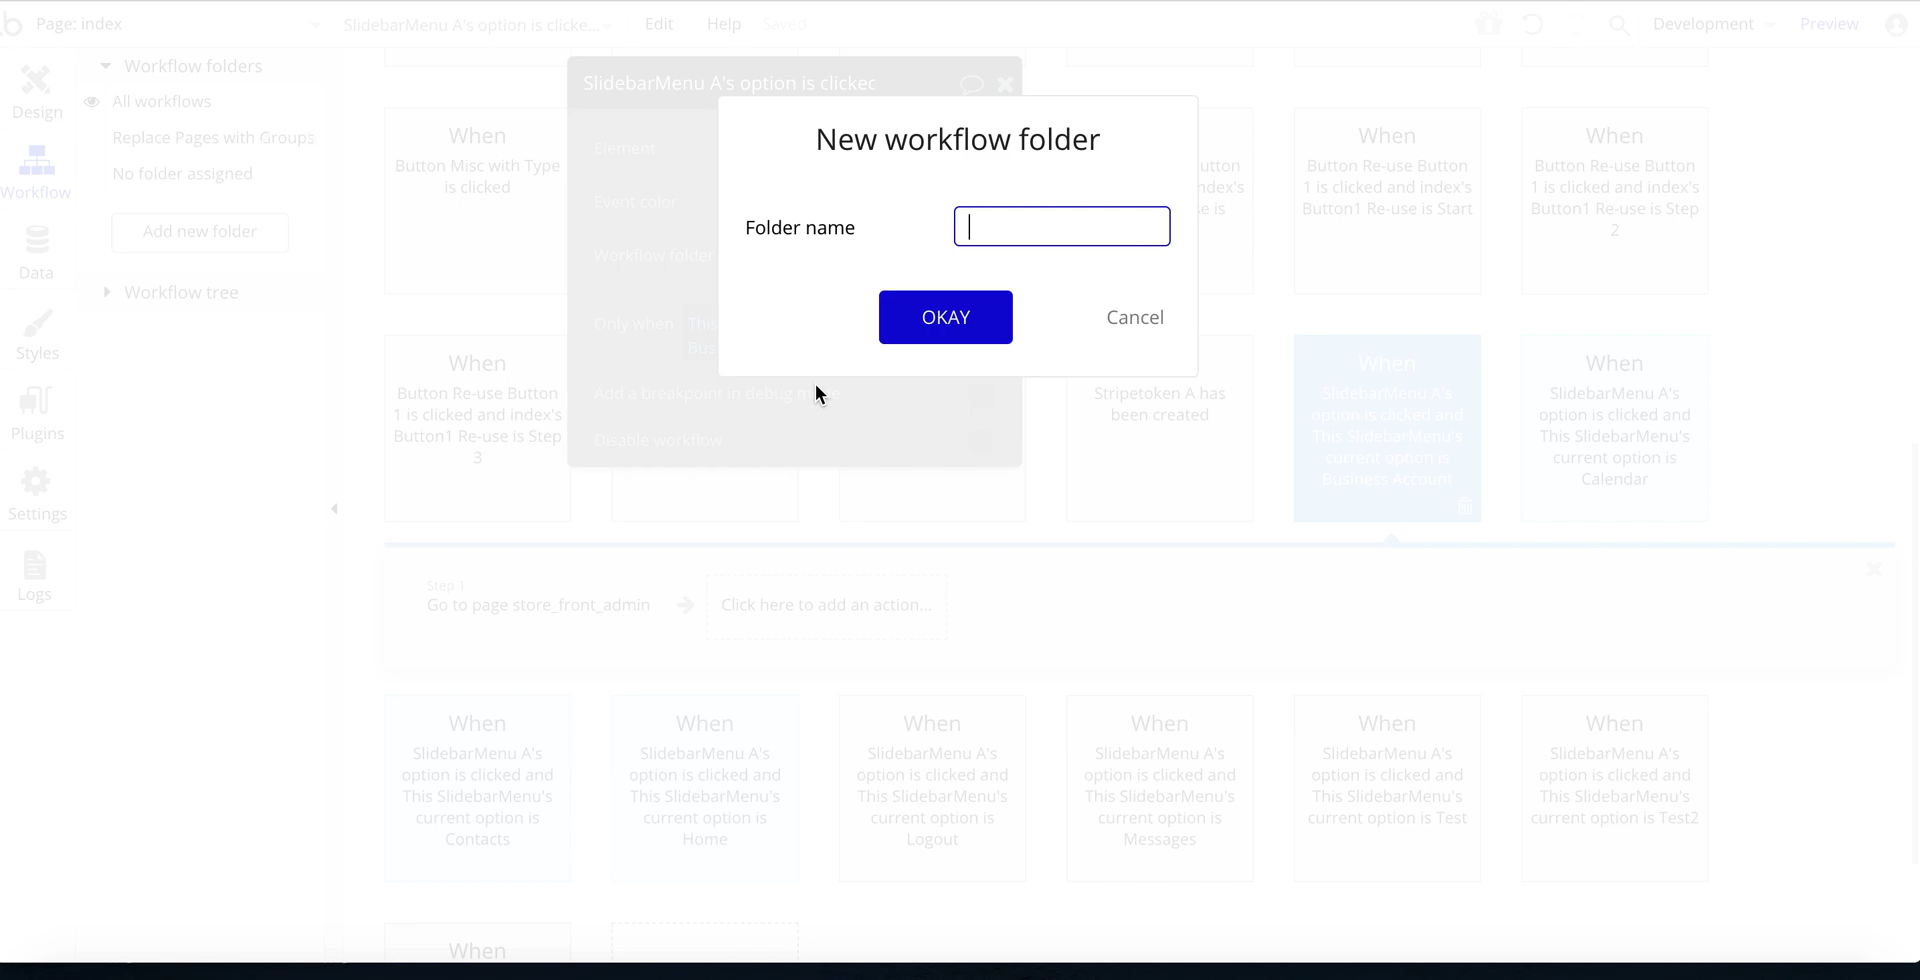 Page: index
SlidebarMenu A's option is clicke...
Edit
Help
Saved
Development
Preview
Design
Workflow
Data
Styles
Plugins
Settings
Logs
Workflow folders
All workflows
Replace Pages with Groups
No folder assigned
Add new folder
Workflow tree
SlidebarMenu A's option is clicked
Element
Event color
Workflow folder
Only when
This
Bus
Add a breakpoint in debug mode
Disable workflow
New workflow folder
Folder name
OKAY
Cancel
When
Button Misc with Type
is clicked
utton
ndex's
se is
When
Button Re-use Button
1 is clicked and index's
Button1 Re-use is Start
When
Button Re-use Button
1 is clicked and index's
Button1 Re-use is Step
2
When
Button Re-use Button
1 is clicked and index's
Button1 Re-use is Step
3
Stripetoken A has
been created
When
SlidebarMenu A's
option is clicked and
This SlidebarMenu's
current option is
Business Account
When
SlidebarMenu A's
option is clicked and
This SlidebarMenu's
current option is
Calendar
Step 1
Go to page store_front_admin
Click here to add an action...
When
SlidebarMenu A's
option is clicked and
This SlidebarMenu's
current option is
Contacts
When
SlidebarMenu A's
option is clicked and
This SlidebarMenu's
current option is
Home
When
SlidebarMenu A's
option is clicked and
This SlidebarMenu's
current option is
Logout
When
SlidebarMenu A's
option is clicked and
This SlidebarMenu's
current option is
Messages
When
SlidebarMenu A's
option is clicked and
This SlidebarMenu's
current option is Test
When
SlidebarMenu A's
option is clicked and
This SlidebarMenu's
current option is Test2
When